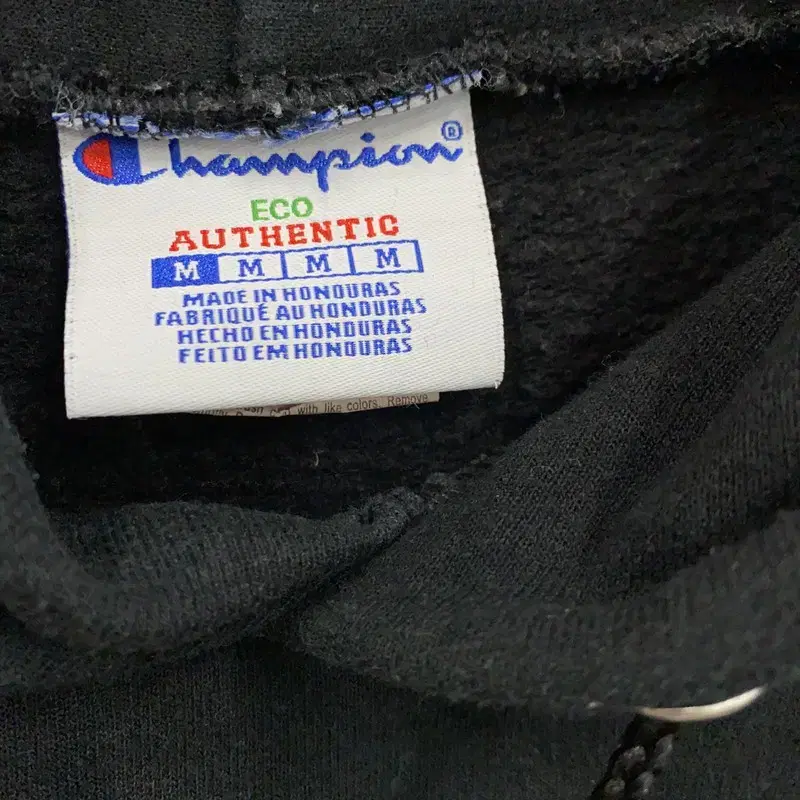 Champion®
ECO
AUTHENTIC
M M M M
MADE IN HONDURAS
FABRIQUÉ AU HONDURAS
HECHO EN HONDURAS
FEITO EM HONDURAS
with like colors. Remove